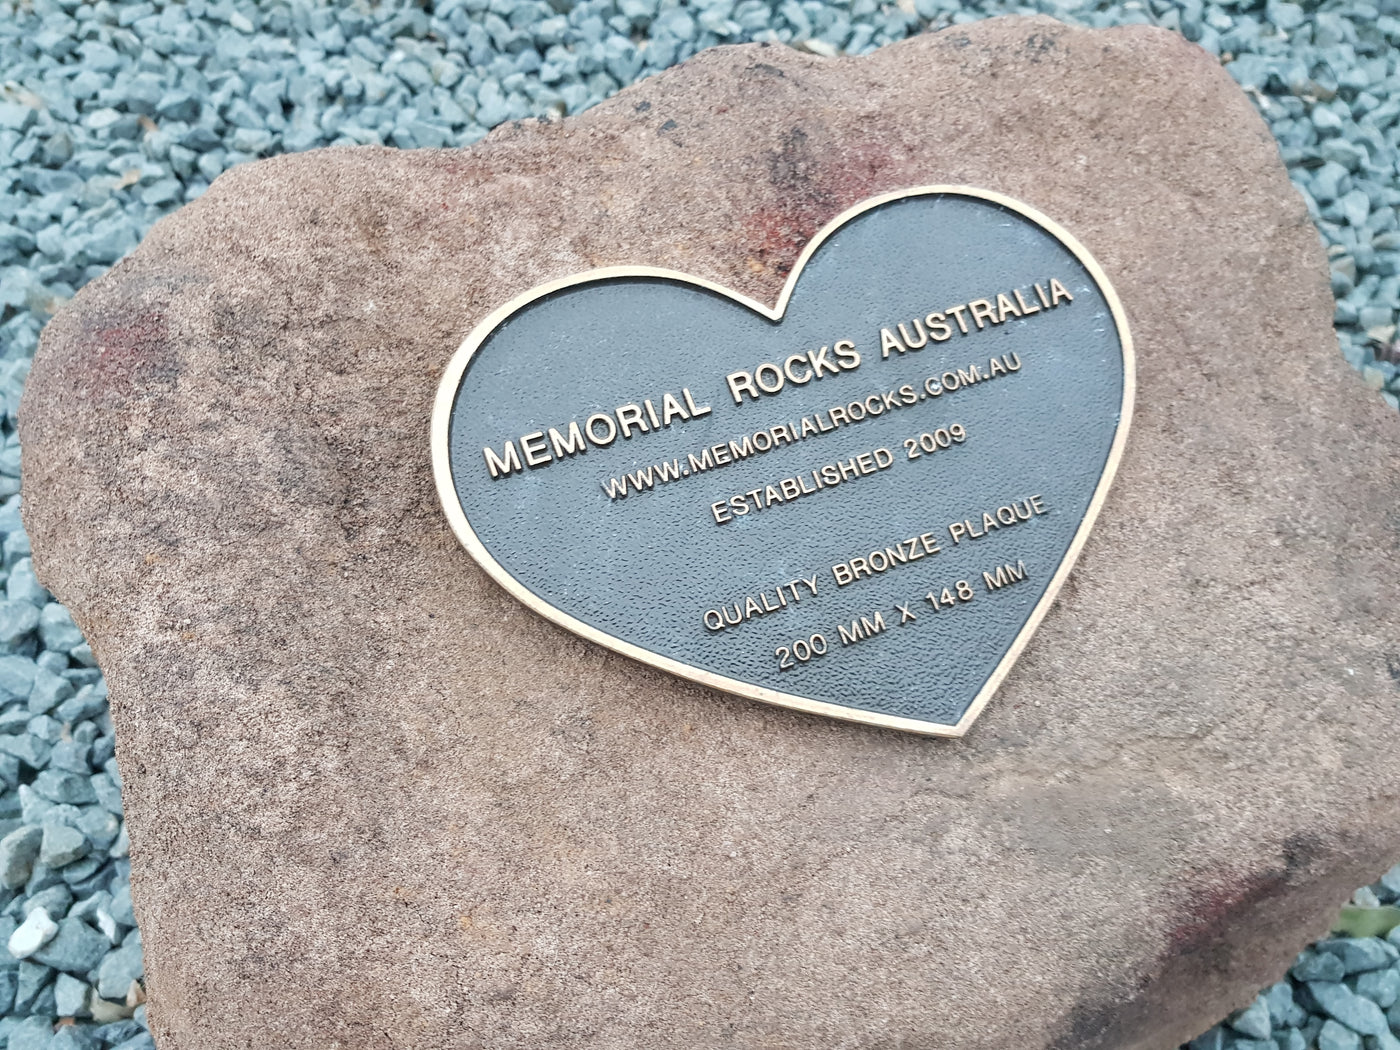 MEMORIAL ROCKS AUSTRALIA
WWW.MEMORIALROCKS.COM.AU
ESTABLISHED 2009
QUALITY BRONZE PLAQUE
200 MM X 148 MM